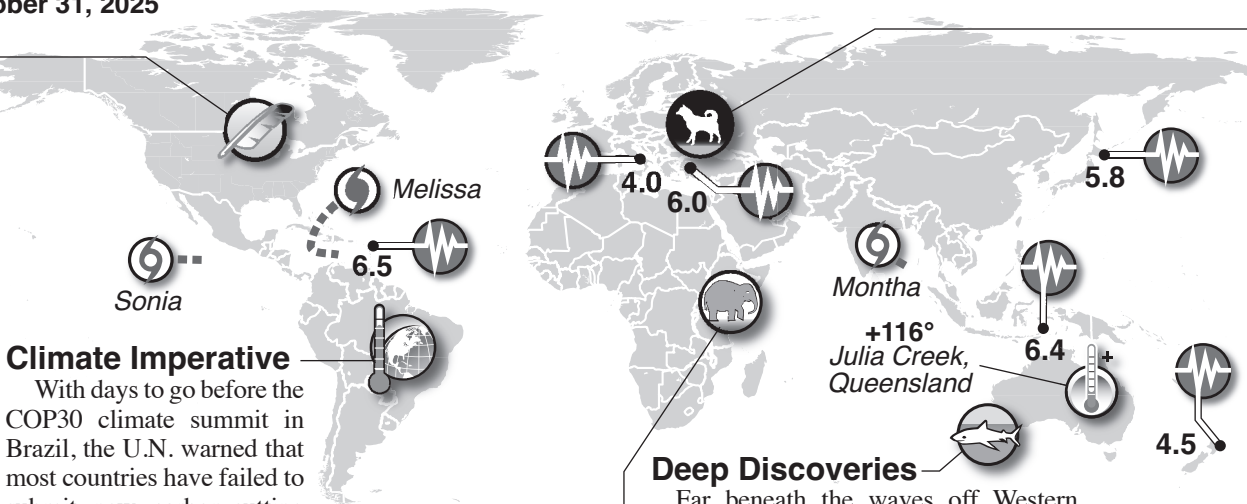 ober 31, 2025
Melissa
6.5
Sonia
4.0
6.0
5.8
Montha
+116°
Julia Creek,
Queensland
6.4
4.5
Climate Imperative
With days to go before the
COP30 climate summit in
Brazil, the U.N. warned that
most countries have failed to
Deep Discoveries
Far beneath the waves off Western